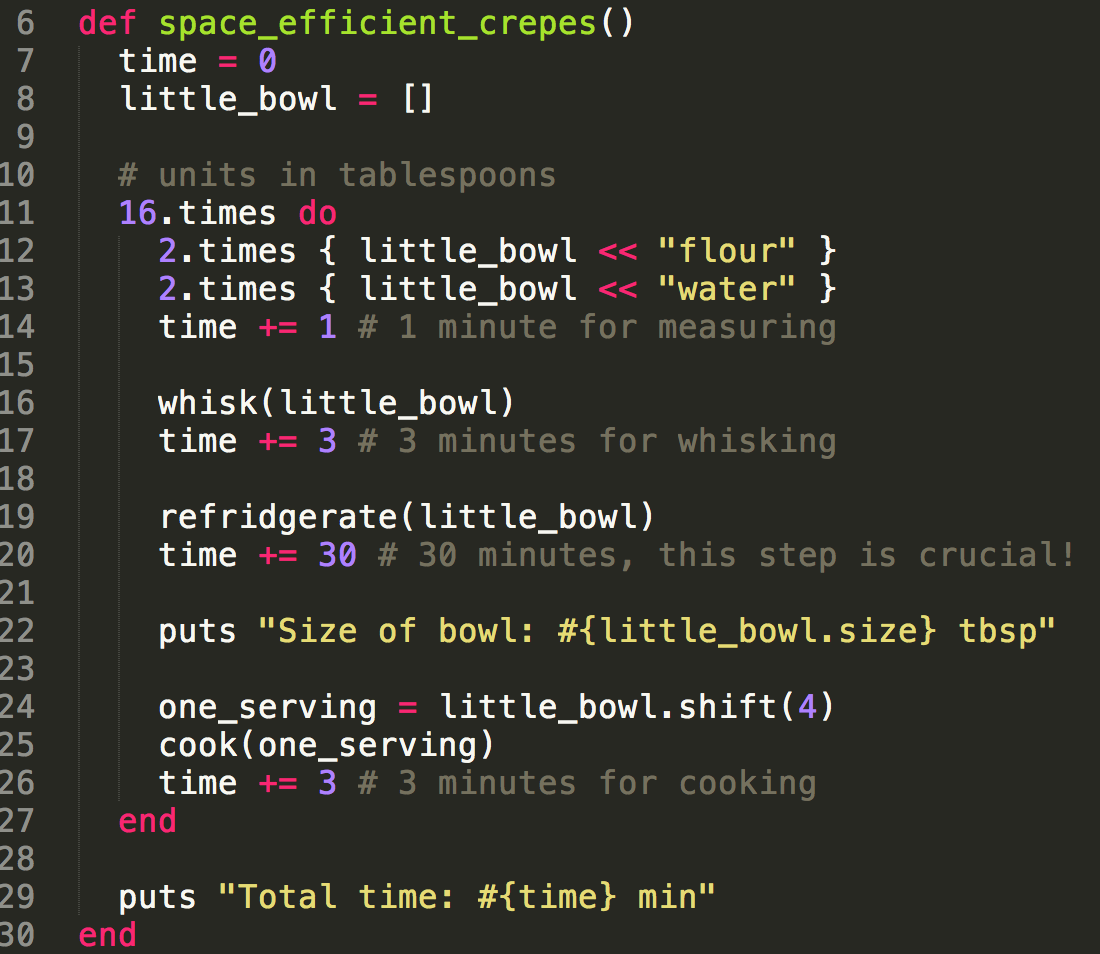 6 def space_efficient_crepes()
7   time = 0
8   little_bowl = []
9
10   # units in tablespoons
11   16.times do
12     2.times { little_bowl << "flour" }
13     2.times { little_bowl << "water" }
14     time += 1 # 1 minute for measuring
15
16     whisk(little_bowl)
17     time += 3 # 3 minutes for whisking
18
19     refridgerate(little_bowl)
20     time += 30 # 30 minutes, this step is crucial!
21
22     puts "Size of bowl: #{little_bowl.size} tbsp"
23
24     one_serving = little_bowl.shift(4)
25     cook(one_serving)
26     time += 3 # 3 minutes for cooking
27   end
28
29   puts "Total time: #{time} min"
30 end